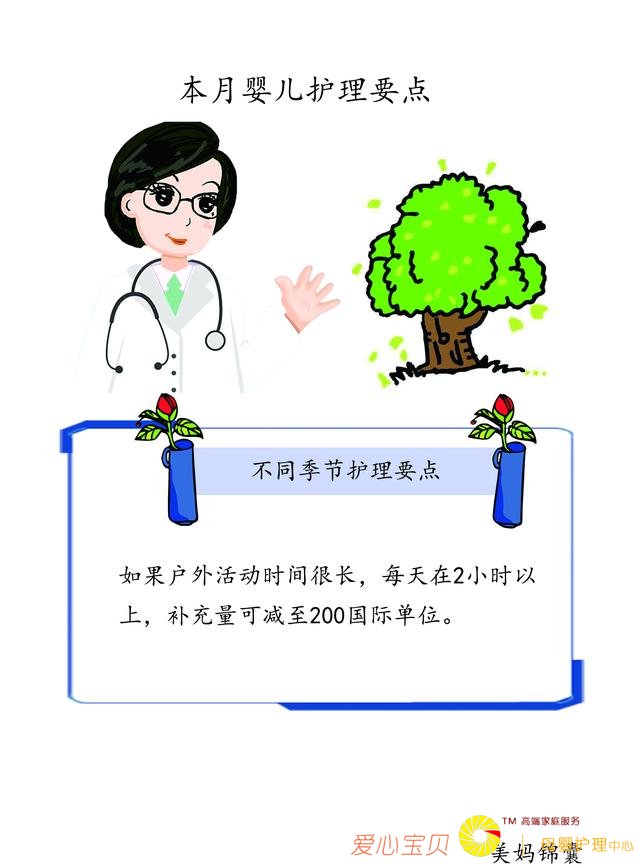 本月婴儿护理要点
不同季节护理要点
如果户外活动时间很长，每天在2小时以
上，补充量可减至200国际单位。
TM 高端家庭服务
爱心宝贝
母婴护理中心
美妈锦囊